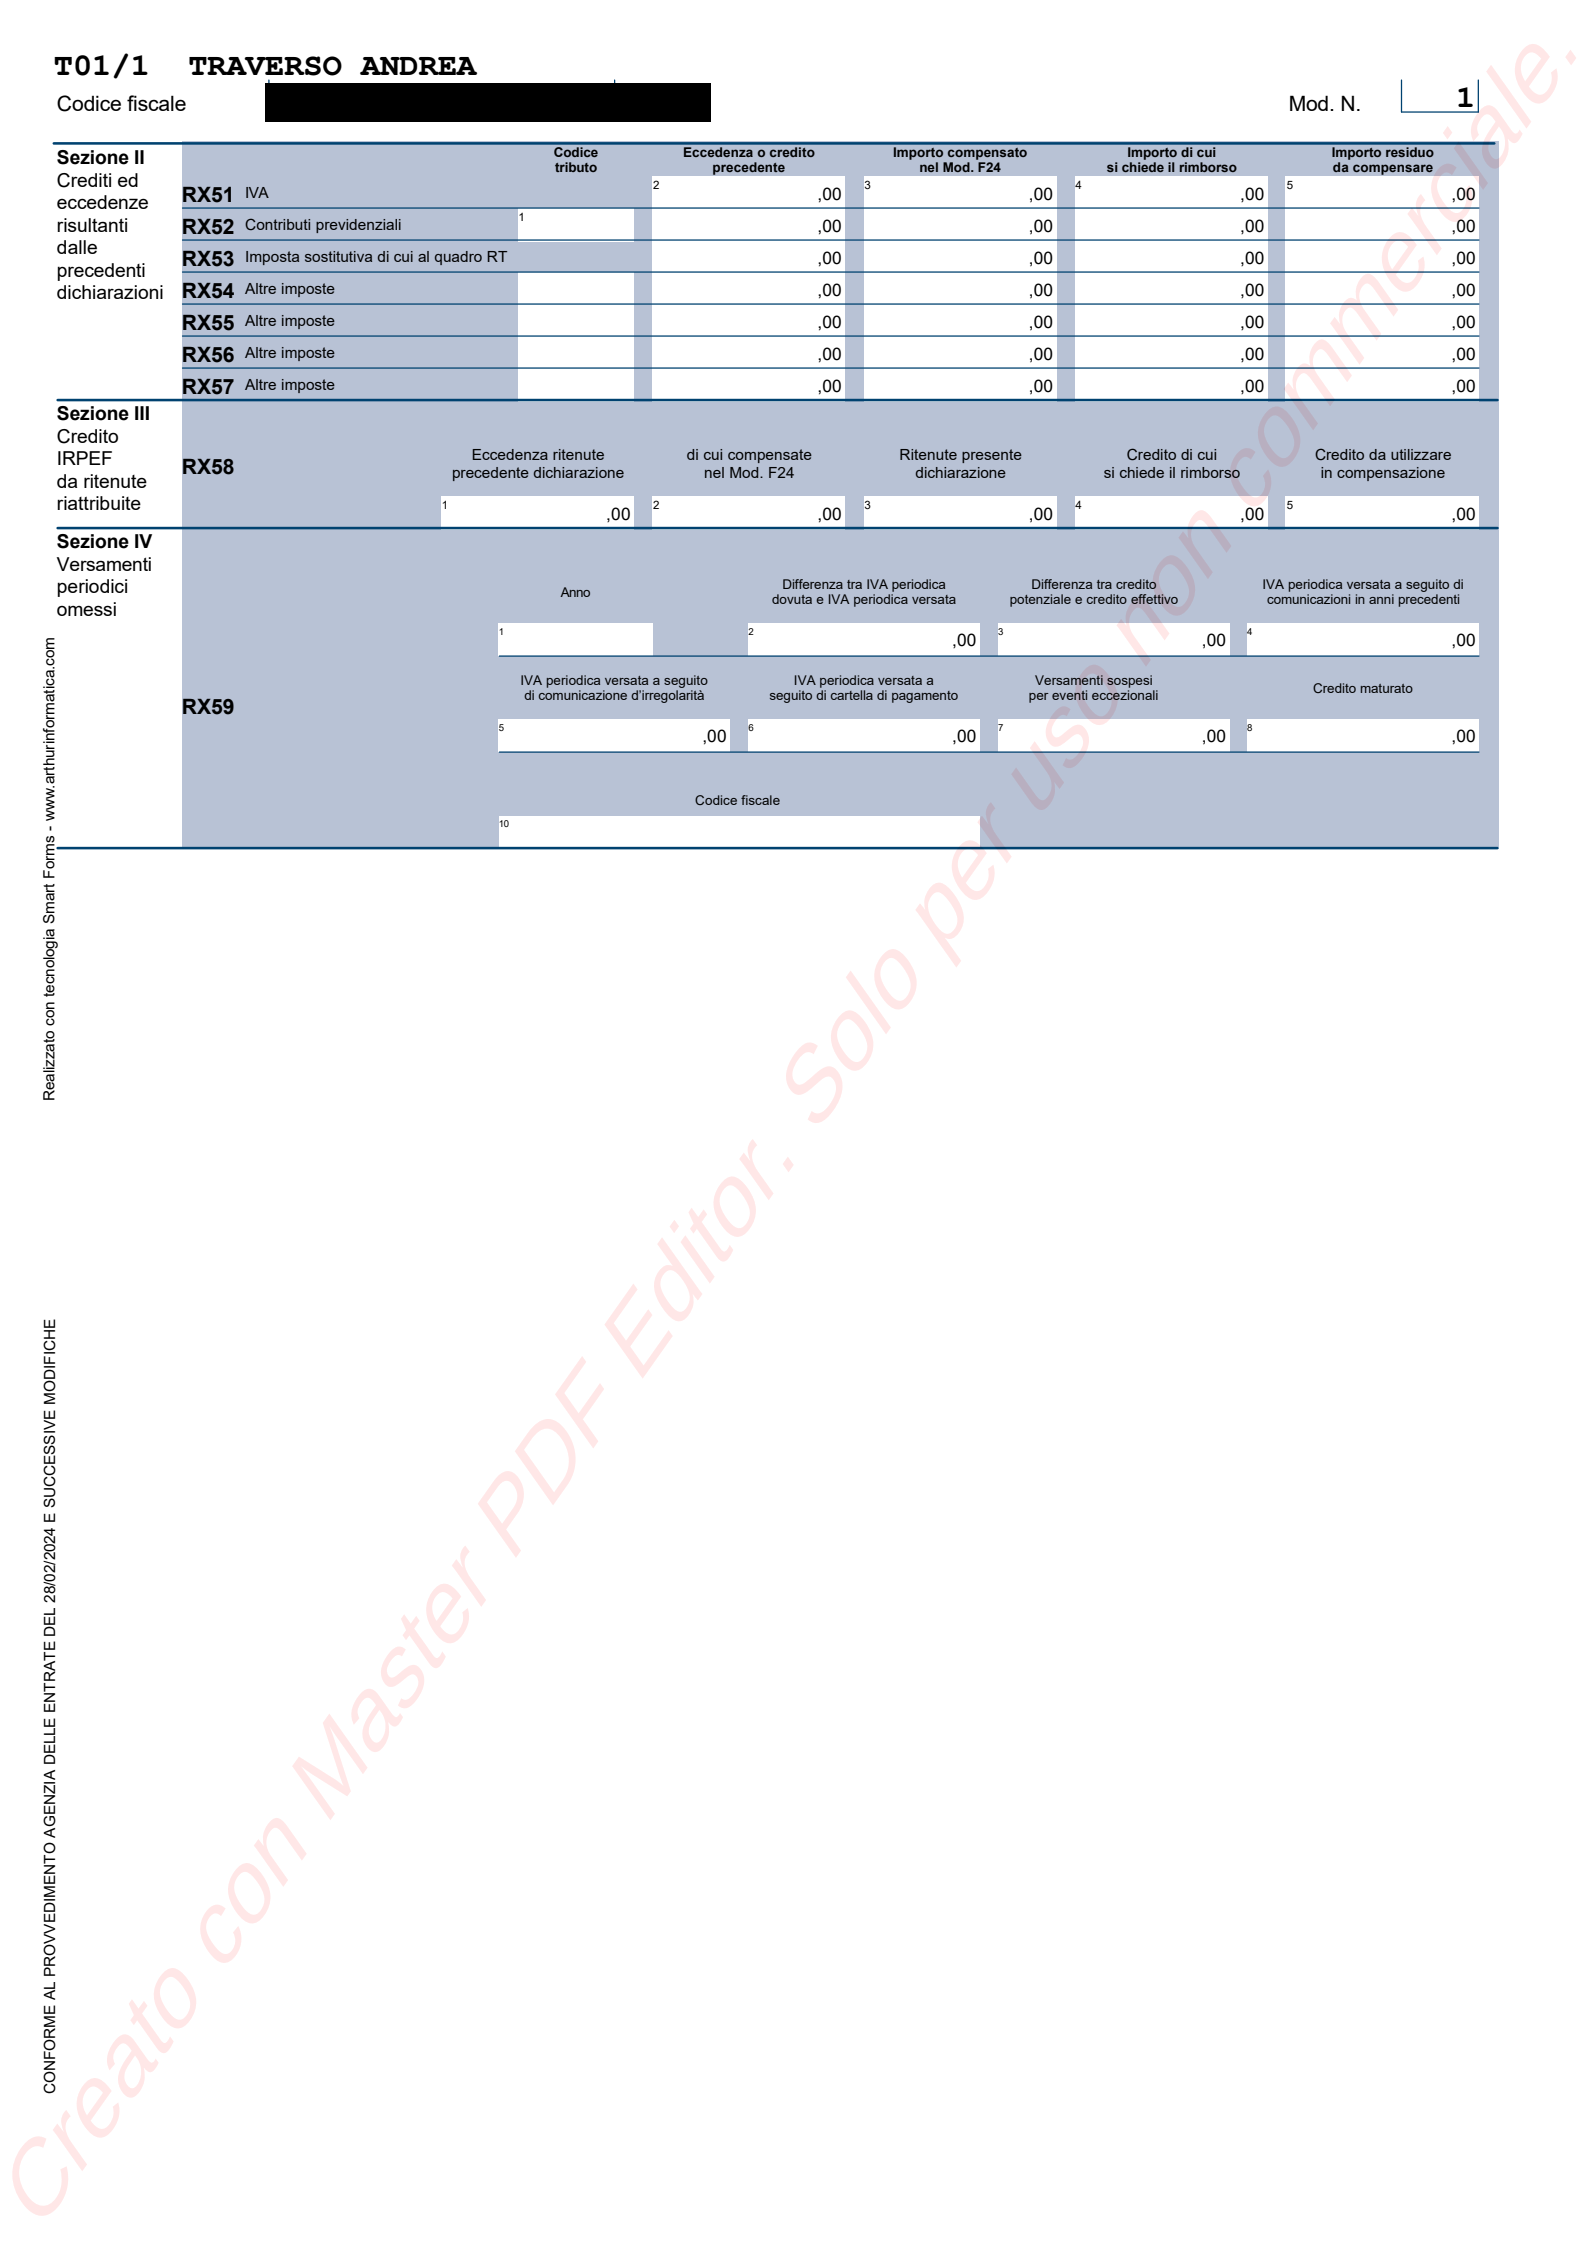 T01/1 TRAVERSO ANDREA
Codice fiscale
Mod. N. 1
Sezione II
Crediti ed
eccedenze
risultanti
dalle
precedenti
dichiarazioni
Codice
tributo
Eccedenza o credito
precedente
Importo compensato
nel Mod. F24
Importo di cui
si chiede il rimborso
Importo residuo
da compensare
RX51 IVA 2 ,00 3 ,00 4 ,00 5 ,00
RX52 Contributi previdenziali 1 ,00 ,00 ,00 ,00
RX53 Imposta sostitutiva di cui al quadro RT ,00 ,00 ,00 ,00
RX54 Altre imposte ,00 ,00 ,00 ,00
RX55 Altre imposte ,00 ,00 ,00 ,00
RX56 Altre imposte ,00 ,00 ,00 ,00
RX57 Altre imposte ,00 ,00 ,00 ,00
Sezione III
Credito
IRPEF
da ritenute
riattribuite
RX58
Eccedenza ritenute
precedente dichiarazione
di cui compensate
nel Mod. F24
Ritenute presente
dichiarazione
Credito di cui
si chiede il rimborso
Credito da utilizzare
in compensazione
1 ,00 2 ,00 3 ,00 4 ,00 5 ,00
Sezione IV
Versamenti
periodici
omessi
RX59
Anno
Differenza tra IVA periodica
dovuta e IVA periodica versata
Differenza tra credito
potenziale e credito effettivo
IVA periodica versata a seguito di
comunicazioni in anni precedenti
1 2 ,00 3 ,00 4 ,00
IVA periodica versata a seguito
di comunicazione d'irregolarità
IVA periodica versata a
seguito di cartella di pagamento
Versamenti sospesi
per eventi eccezionali
Credito maturato
5 ,00 6 ,00 7 ,00 8 ,00
Codice fiscale
10
Realizzato con tecnologia Smart Forms - www.arthurinformatica.com
CONFORME AL PROVVEDIMENTO AGENZIA DELLE ENTRATE DEL 28/02/2024 E SUCCESSIVE MODIFICHE
Creato con Master PDF Editor. Solo per uso non commerciale.